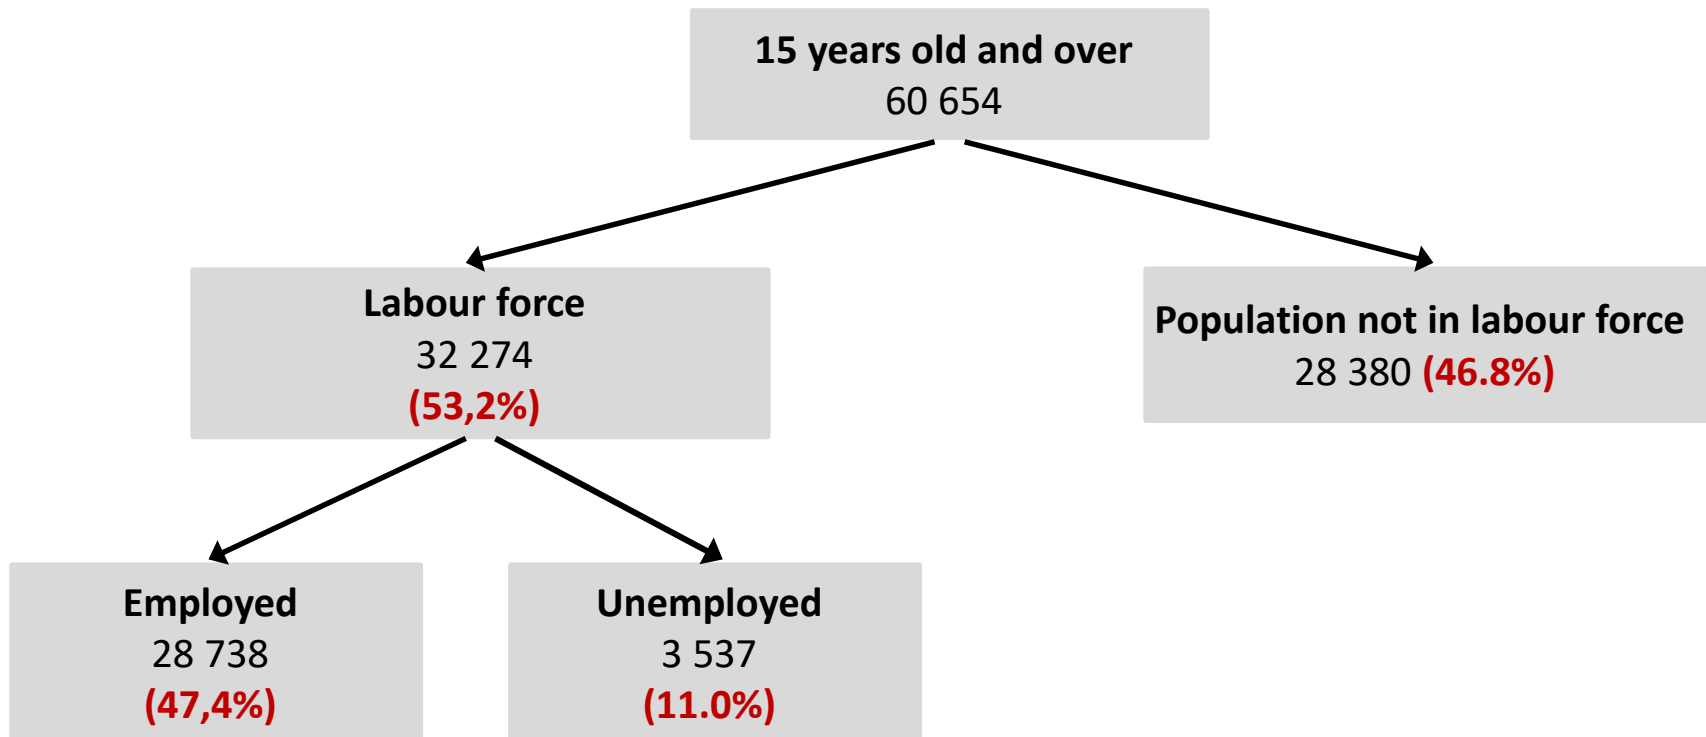 15 years old and over
60 654
Labour force
32 274
(53,2%)
Population not in labour force
28 380 (46.8%)
Employed
28 738
(47,4%)
Unemployed
3 537
(11.0%)